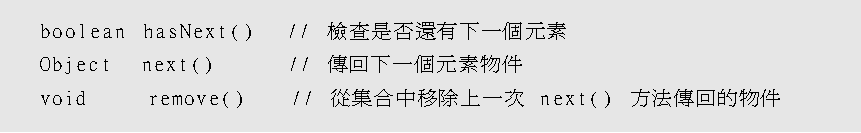 boolean hasNext()   // 檢查是否還有下一個元素
Object  next()      // 傳回下一個元素物件
void    remove()    // 從集合中移除上一次 next() 方法傳回的物件